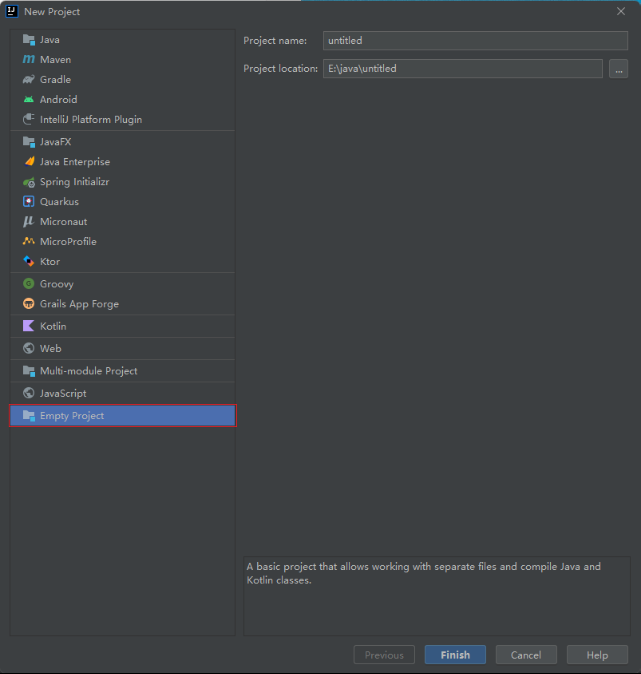 New Project
Java
Maven
Gradle
Android
IntelliJ Platform Plugin
JavaFX
Java Enterprise
Spring Initializr
Quarkus
Micronaut
MicroProfile
Ktor
Groovy
Grails App Forge
Kotlin
Web
Multi-module Project
JavaScript
Empty Project
Project name: untitled
Project location: E:\java\untitled ...
A basic project that allows working with separate files and compile Java and
Kotlin classes.
Previous Finish Cancel Help